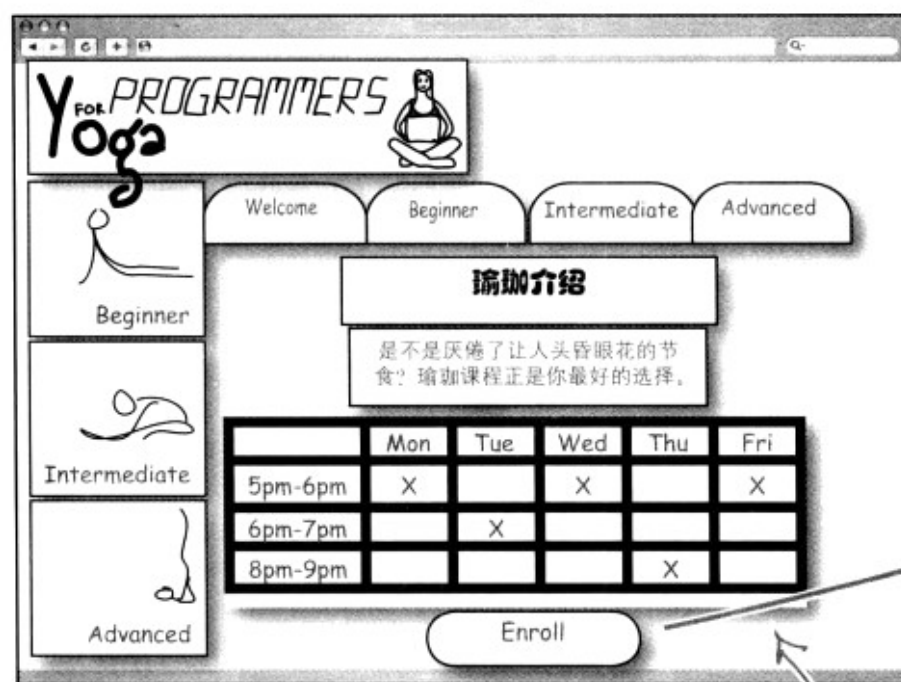 Yoga FOR PROGRAMMERS
Welcome Beginner Intermediate Advanced
Beginner
Intermediate
Advanced
瑜珈介绍
是不是厌倦了让人头昏眼花的节
食？瑜珈课程正是你最好的选择。
Mon Tue Wed Thu Fri
5pm-6pm X X X
6pm-7pm X
8pm-9pm X
Enroll